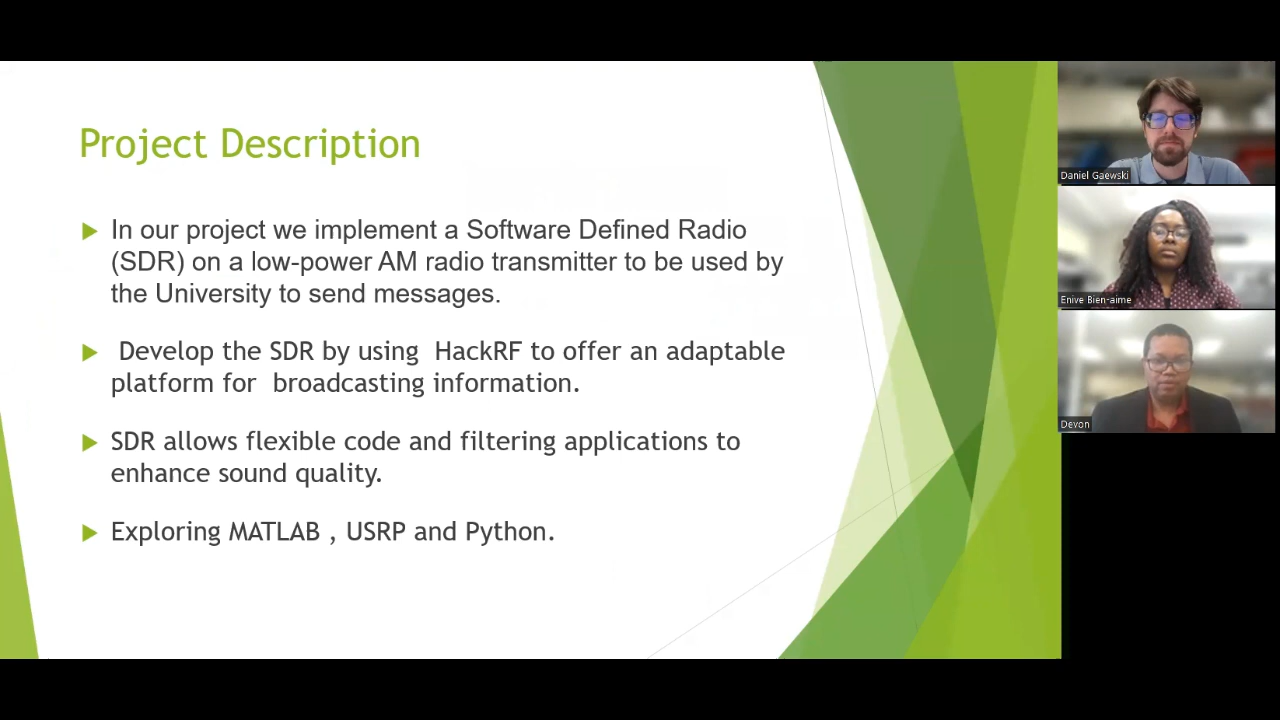 Project Description
In our project we implement a Software Defined Radio
(SDR) on a low-power AM radio transmitter to be used by
the University to send messages.
Develop the SDR by using HackRF to offer an adaptable
platform for broadcasting information.
SDR allows flexible code and filtering applications to
enhance sound quality.
Exploring MATLAB , USRP and Python.
Daniel Gaewski
Enive Bien-aime
Devon